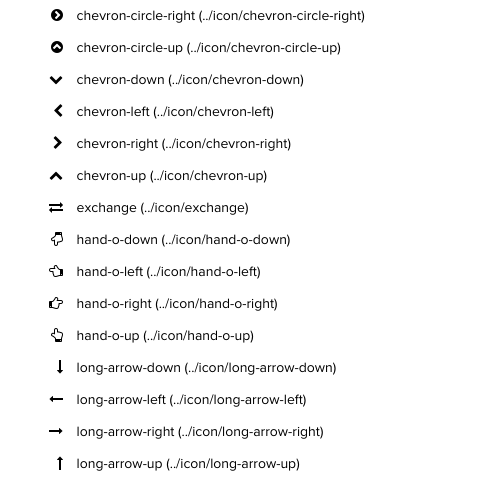 chevron-circle-right (../icon/chevron-circle-right)
chevron-circle-up (../icon/chevron-circle-up)
chevron-down (../icon/chevron-down)
chevron-left (../icon/chevron-left)
chevron-right (../icon/chevron-right)
chevron-up (../icon/chevron-up)
exchange (../icon/exchange)
hand-o-down (../icon/hand-o-down)
hand-o-left (../icon/hand-o-left)
hand-o-right (../icon/hand-o-right)
hand-o-up (../icon/hand-o-up)
long-arrow-down (../icon/long-arrow-down)
long-arrow-left (../icon/long-arrow-left)
long-arrow-right (../icon/long-arrow-right)
long-arrow-up (../icon/long-arrow-up)